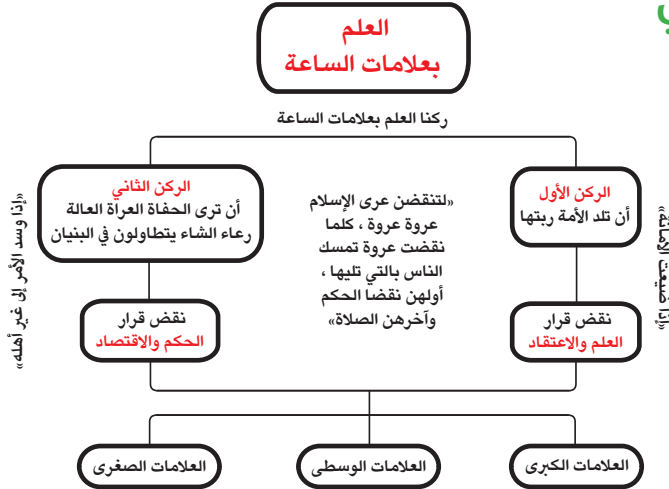 العلم
بعلامات الساعة
ركنا العلم بعلامات الساعة
الركن الأول
أن تلد الأمة ربتها
«لتنقضن عرى الإسلام
عروة عروة ، كلما
نقضت عروة تمسك
الناس بالتي تليها ،
أولهن نقضا الحكم
وآخرهن الصلاة»
الركن الثاني
أن ترى الحفاة العراة العالة
رعاء الشاء يتطاولون في البنيان
«إذا ضيعت الأمانة»
«إذا وسد الأمر إلى غير أهله»
نقض قرار
العلم والاعتقاد
نقض قرار
الحكم والاقتصاد
العلامات الكبرى
العلامات الوسطى
العلامات الصغرى